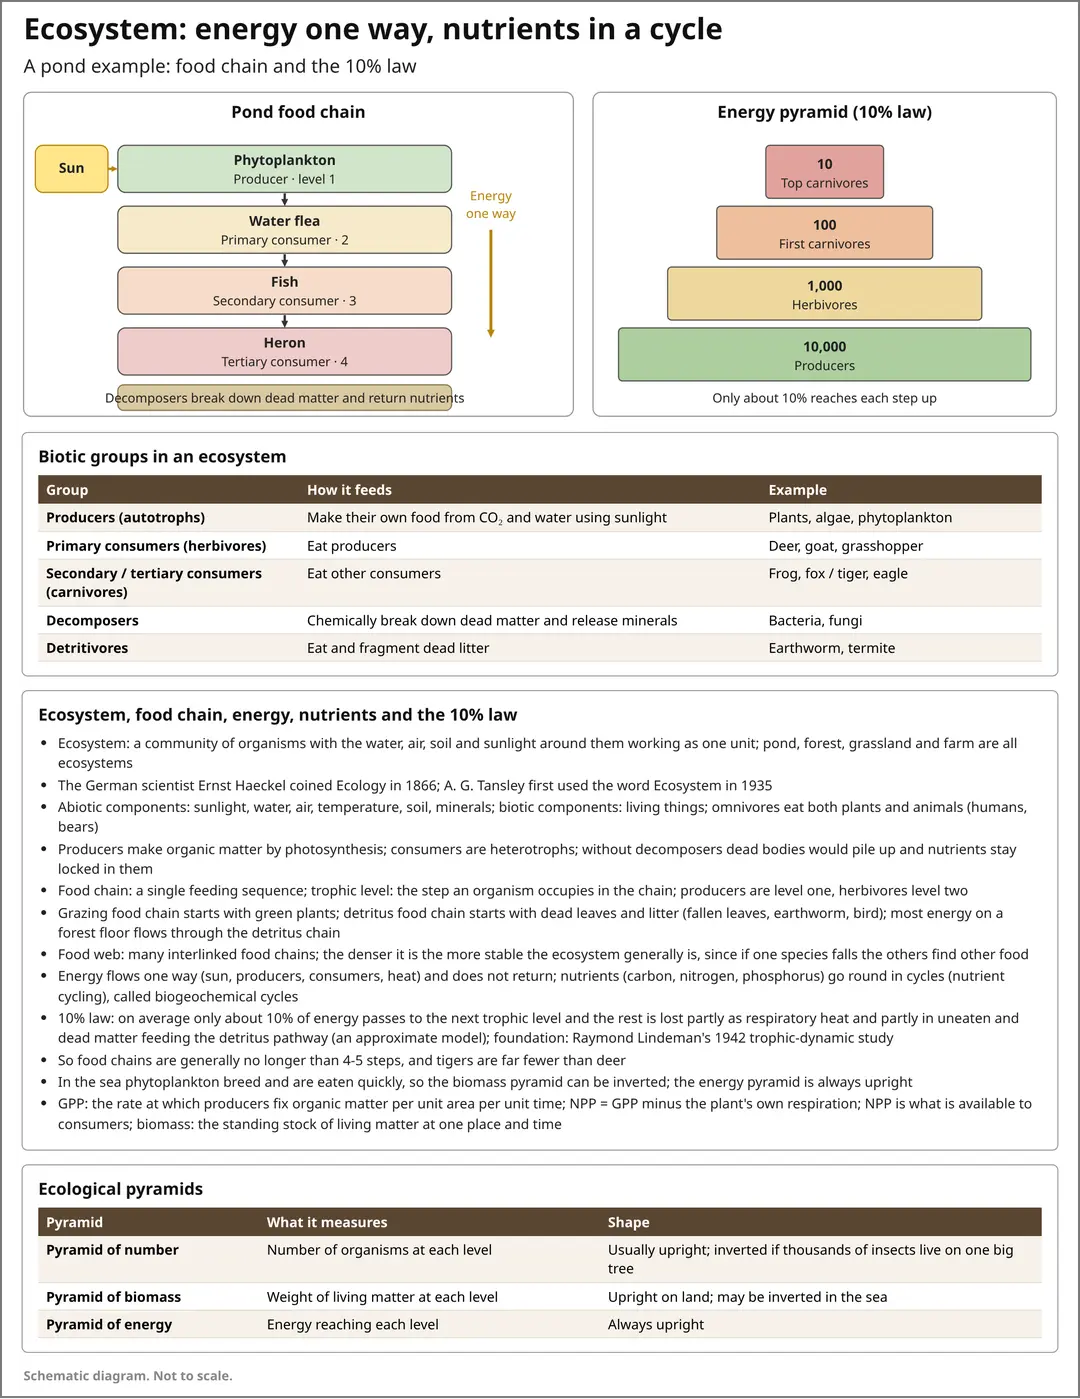 Ecosystem: energy one way, nutrients in a cycle
A pond example: food chain and the 10% law
Pond food chain
Sun
Phytoplankton
Producer · level 1
Water flea
Primary consumer · 2
Fish
Secondary consumer · 3
Heron
Tertiary consumer · 4
Decomposers break down dead matter and return nutrients
Energy
one way
Energy pyramid (10% law)
10
Top carnivores
100
First carnivores
1,000
Herbivores
10,000
Producers
Only about 10% reaches each step up
Biotic groups in an ecosystem
Group How it feeds Example
Producers (autotrophs) Make their own food from CO₂ and water using sunlight Plants, algae, phytoplankton
Primary consumers (herbivores) Eat producers Deer, goat, grasshopper
Secondary / tertiary consumers Eat other consumers Frog, fox / tiger, eagle
(carnivores)
Decomposers Chemically break down dead matter and release minerals Bacteria, fungi
Detritivores Eat and fragment dead litter Earthworm, termite
Ecosystem, food chain, energy, nutrients and the 10% law
• Ecosystem: a community of organisms with the water, air, soil and sunlight around them working as one unit; pond, forest, grassland and farm are all
ecosystems
• The German scientist Ernst Haeckel coined Ecology in 1866; A. G. Tansley first used the word Ecosystem in 1935
• Abiotic components: sunlight, water, air, temperature, soil, minerals; biotic components: living things; omnivores eat both plants and animals (humans,
bears)
• Producers make organic matter by photosynthesis; consumers are heterotrophs; without decomposers dead bodies would pile up and nutrients stay
locked in them
• Food chain: a single feeding sequence; trophic level: the step an organism occupies in the chain; producers are level one, herbivores level two
• Grazing food chain starts with green plants; detritus food chain starts with dead leaves and litter (fallen leaves, earthworm, bird); most energy on a
forest floor flows through the detritus chain
• Food web: many interlinked food chains; the denser it is the more stable the ecosystem generally is, since if one species falls the others find other food
• Energy flows one way (sun, producers, consumers, heat) and does not return; nutrients (carbon, nitrogen, phosphorus) go round in cycles (nutrient
cycling), called biogeochemical cycles
• 10% law: on average only about 10% of energy passes to the next trophic level and the rest is lost partly as respiratory heat and partly in uneaten and
dead matter feeding the detritus pathway (an approximate model); foundation: Raymond Lindeman's 1942 trophic-dynamic study
• So food chains are generally no longer than 4-5 steps, and tigers are far fewer than deer
• In the sea phytoplankton breed and are eaten quickly, so the biomass pyramid can be inverted; the energy pyramid is always upright
• GPP: the rate at which producers fix organic matter per unit area per unit time; NPP = GPP minus the plant's own respiration; NPP is what is available to
consumers; biomass: the standing stock of living matter at one place and time
Ecological pyramids
Pyramid What it measures Shape
Pyramid of number Number of organisms at each level Usually upright; inverted if thousands of insects live on one big
tree
Pyramid of biomass Weight of living matter at each level Upright on land; may be inverted in the sea
Pyramid of energy Energy reaching each level Always upright
Schematic diagram. Not to scale.